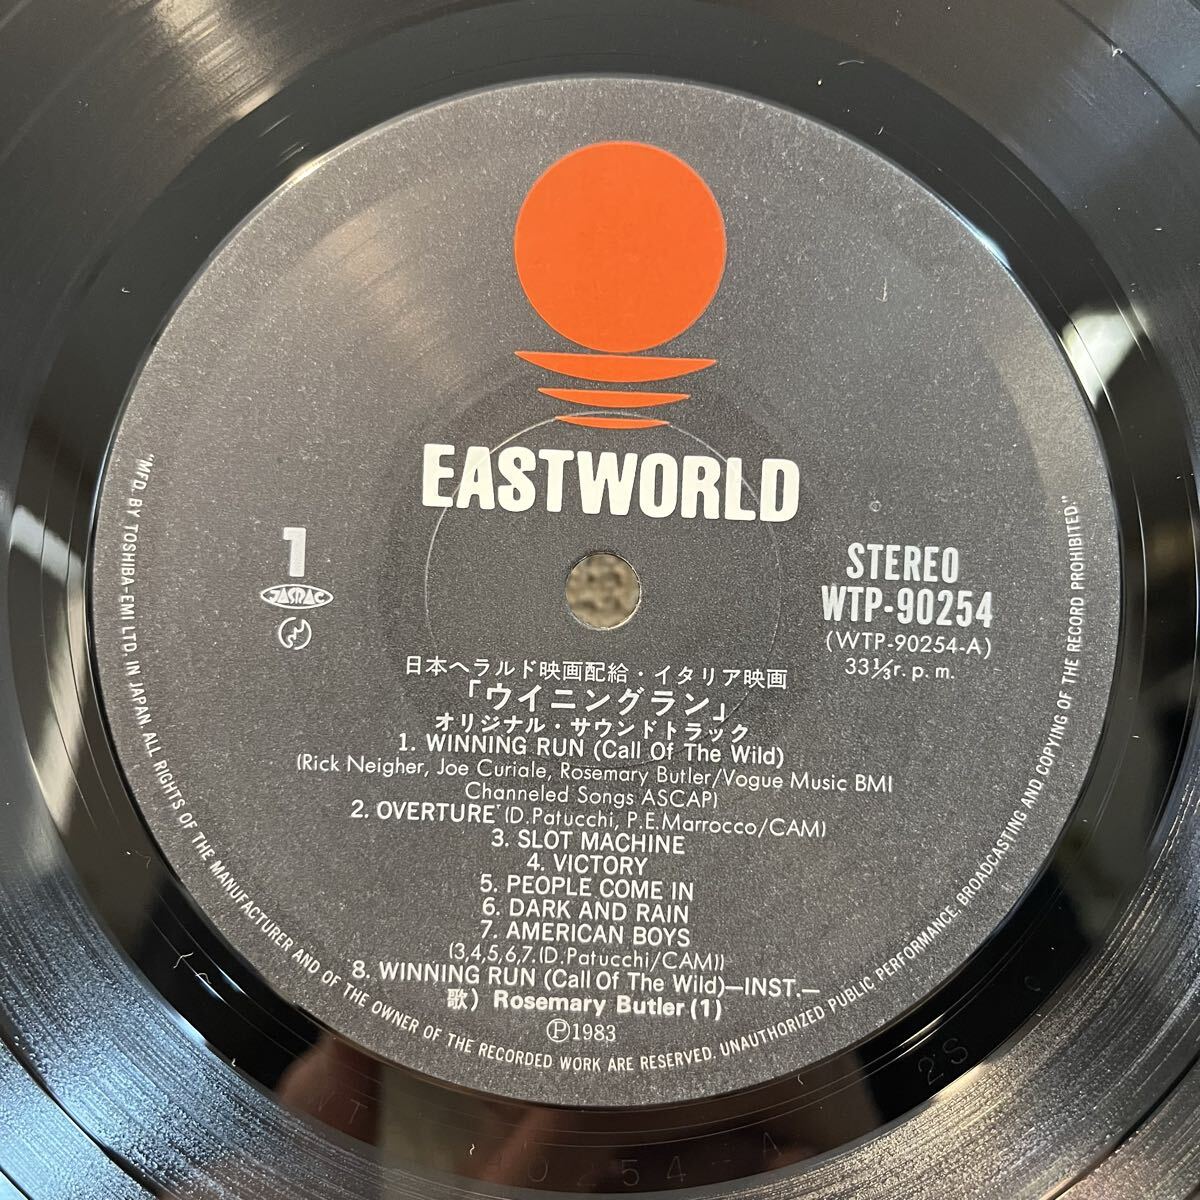 EASTWORLD
1
JASRAC
STEREO
WTP-90254
(WTP-90254-A)
33⅓r.p.m.
日本ヘラルド映画配給・イタリア映画
「ウイニングラン」
オリジナル・サウンドトラック
1. WINNING RUN (Call Of The Wild)
(Rick Neigher, Joe Curiale, Rosemary Butler/Vogue Music BMI
Channeled Songs ASCAP)
2. OVERTURE (D.Patucchi, P.E.Marrocco/CAM)
3. SLOT MACHINE
4. VICTORY
5. PEOPLE COME IN
6. DARK AND RAIN
7. AMERICAN BOYS
(3,4,5,6,7.(D.Patucchi/CAM))
8. WINNING RUN (Call Of The Wild)—INST.—
歌) Rosemary Butler (1)
Ⓟ1983
"MFD. BY TOSHIBA-EMI LTD. IN JAPAN. ALL RIGHTS OF THE MANUFACTURER AND OF THE OWNER OF THE RECORDED WORK ARE RESERVED. UNAUTHORIZED PUBLIC PERFORMANCE, BROADCASTING AND COPYING OF THE RECORD PROHIBITED."
2S